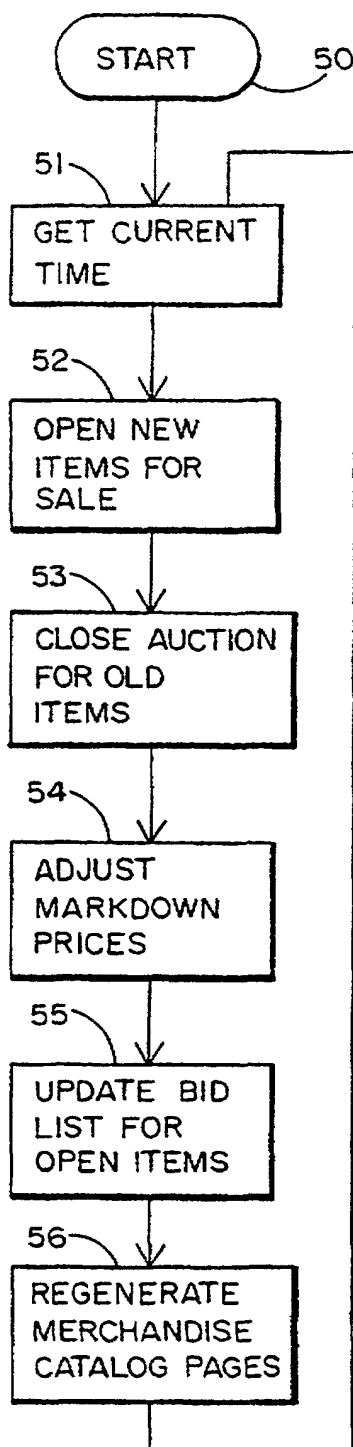 START
50
51
GET CURRENT
TIME
52
OPEN NEW
ITEMS FOR
SALE
53
CLOSE AUCTION
FOR OLD
ITEMS
54
ADJUST
MARKDOWN
PRICES
55
UPDATE BID
LIST FOR
OPEN ITEMS
56
REGENERATE
MERCHANDISE
CATALOG PAGES